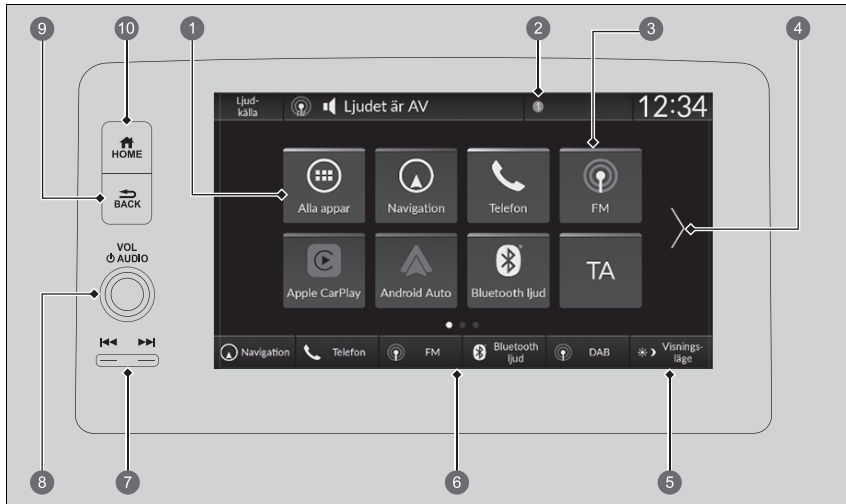 9
10
1
2
3
4
Ljud-
källa
FM
Ljudet är AV
1
12:34
HOME
BACK
Alla appar
Navigation
Telefon
FM
VOL
AUDIO
Apple CarPlay
Android Auto
Bluetooth ljud
TA
Navigation
Telefon
FM
Bluetooth
ljud
DAB
Visnings-
läge
8
7
6
5